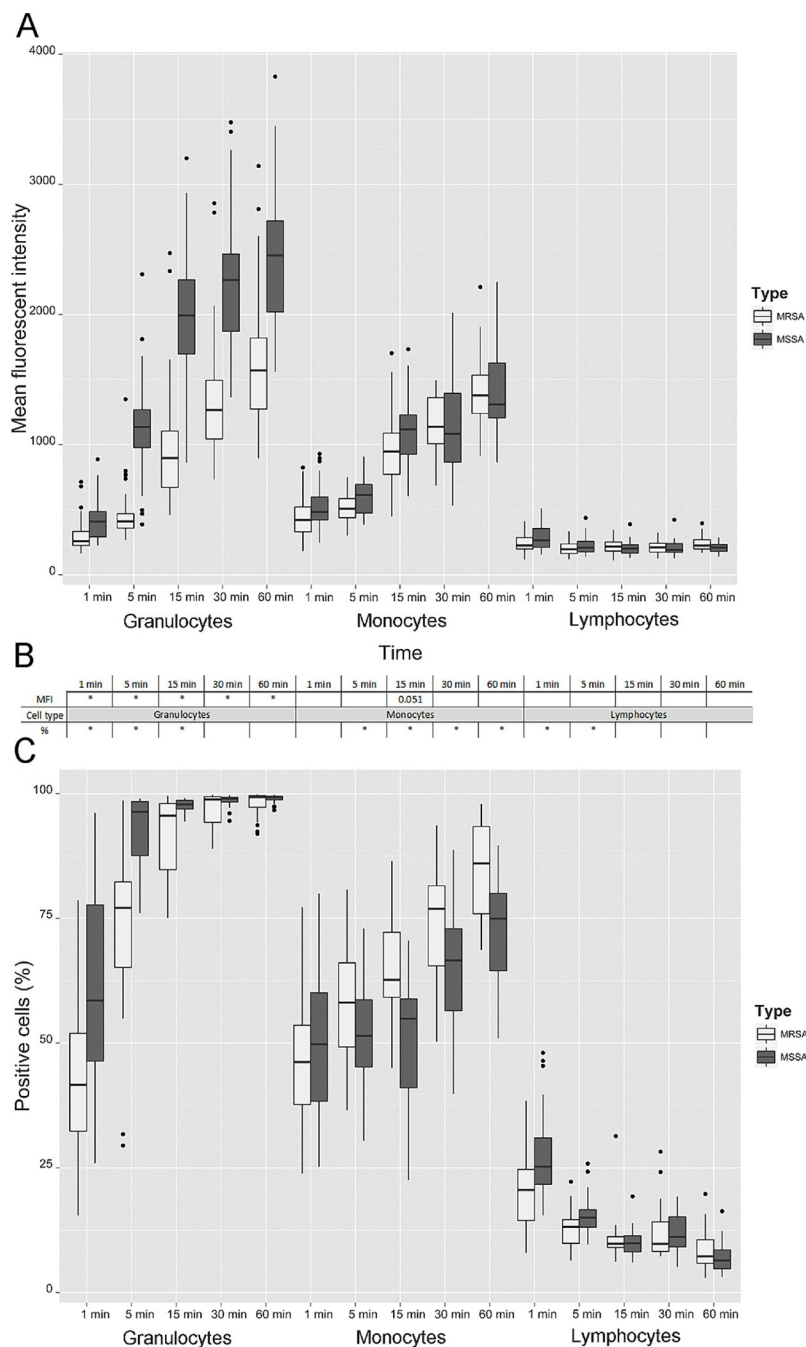 A
4000
3000
2000
1000
0
Mean fluorescent intensity
1 min 5 min 15 min 30 min 60 min 1 min 5 min 15 min 30 min 60 min 1 min 5 min 15 min 30 min 60 min
Granulocytes Monocytes Lymphocytes
Time
Type
MRSA
MSSA
B
1 min 5 min 15 min 30 min 60 min 1 min 5 min 15 min 30 min 60 min 1 min 5 min 15 min 30 min 60 min
MFI * * * * * 0.051
Cell type Granulocytes Monocytes Lymphocytes
% * * * * * * * * *
C
100
75
50
25
0
Positive cells (%)
1 min 5 min 15 min 30 min 60 min 1 min 5 min 15 min 30 min 60 min 1 min 5 min 15 min 30 min 60 min
Granulocytes Monocytes Lymphocytes
Type
MRSA
MSSA